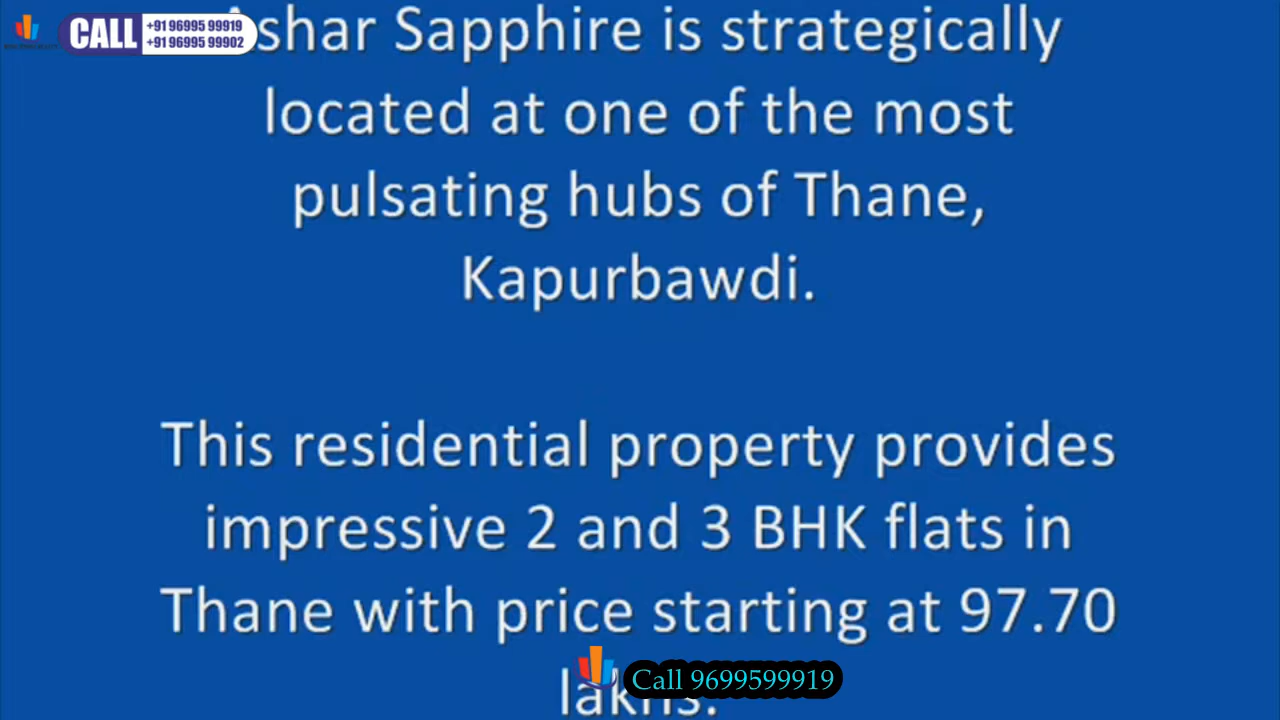 CALL
+91 96995 99919
+91 96995 99902
Ashar Sapphire is strategically
located at one of the most
pulsating hubs of Thane,
Kapurbawdi.
This residential property provides
impressive 2 and 3 BHK flats in
Thane with price starting at 97.70
lakhs.
Call 9699599919